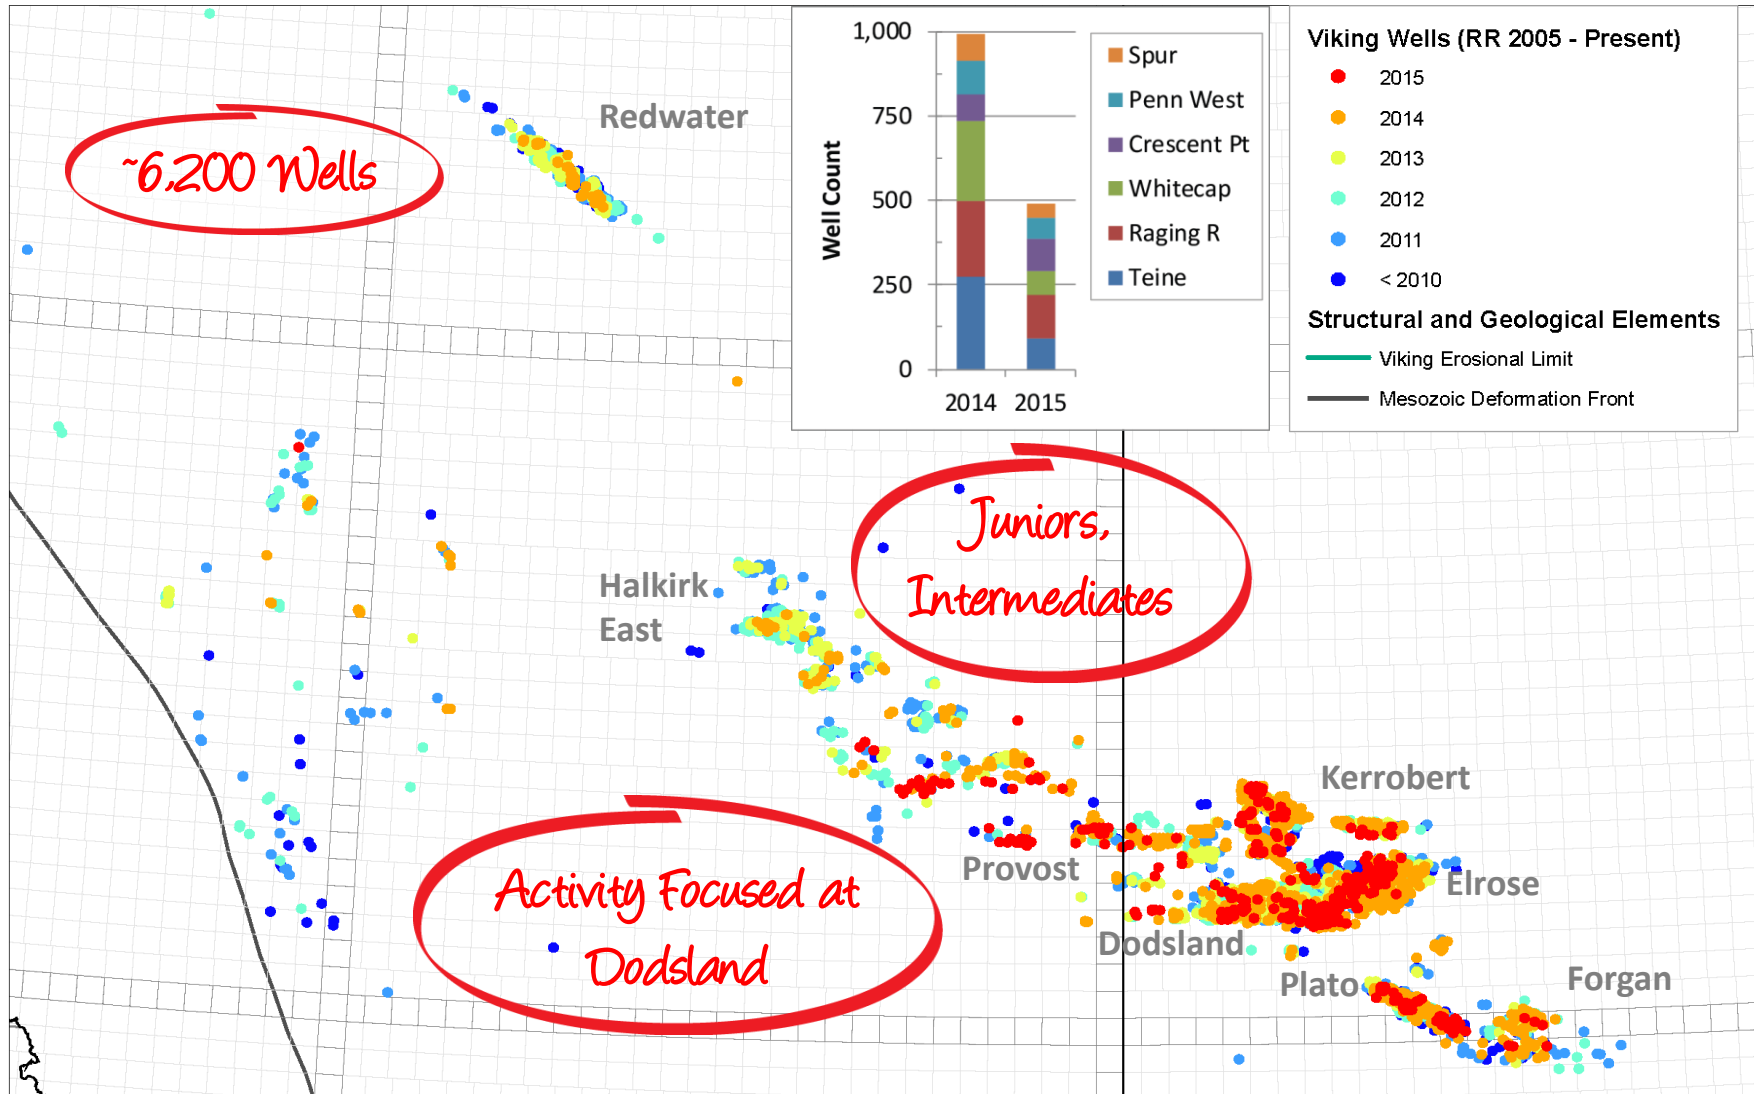 Redwater
~6,200 Wells
1,000
750
500
250
0
Well Count
2014 2015
Spur
Penn West
Crescent Pt
Whitecap
Raging R
Teine
Viking Wells (RR 2005 - Present)
2015
2014
2013
2012
2011
< 2010
Structural and Geological Elements
Viking Erosional Limit
Mesozoic Deformation Front
Juniors,
Intermediates
Halkirk
East
Activity Focused at
Dodsland
Provost
Kerrobert
Elrose
Dodsland
Plato
Forgan